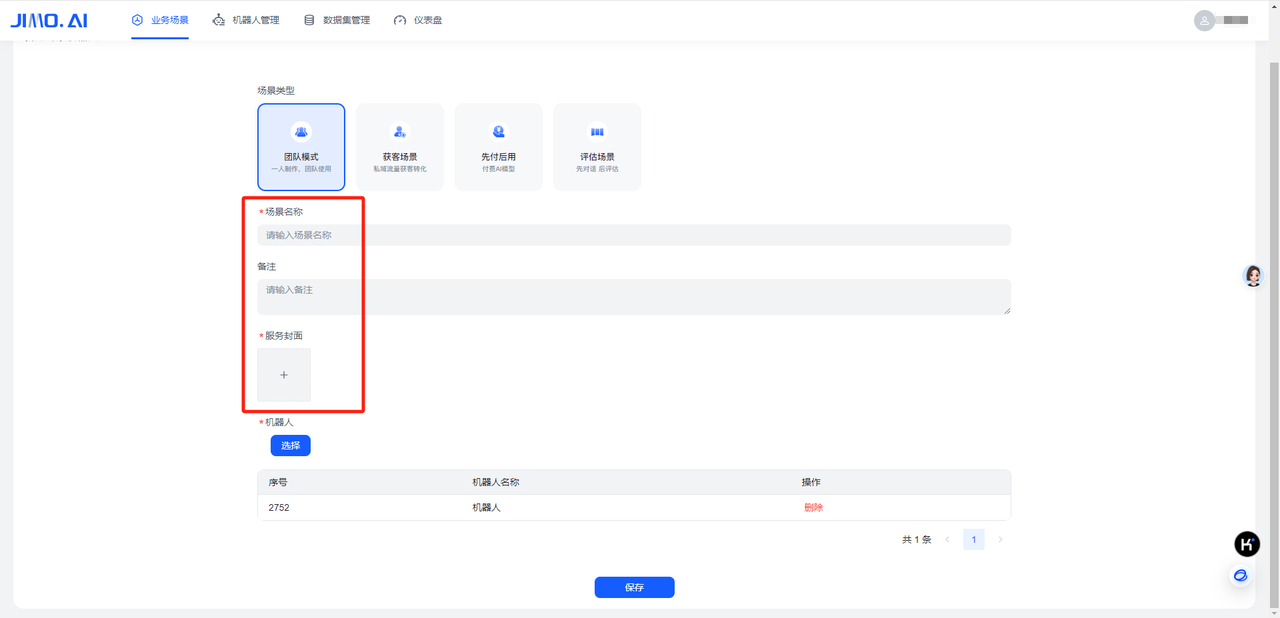 JIMO.AI 业务场景 机器人管理 数据集管理 仪表盘
场景类型
团队模式 获客场景 先付后用 评估场景
一人制作，团队使用 私域流量获客转化 付费AI模型 先对话 后评估
*场景名称
请输入场景名称
备注
请输入备注
*服务封面
+
*机器人
选择
序号 机器人名称 操作
2752 机器人 删除
共 1 条 < 1 >
保存